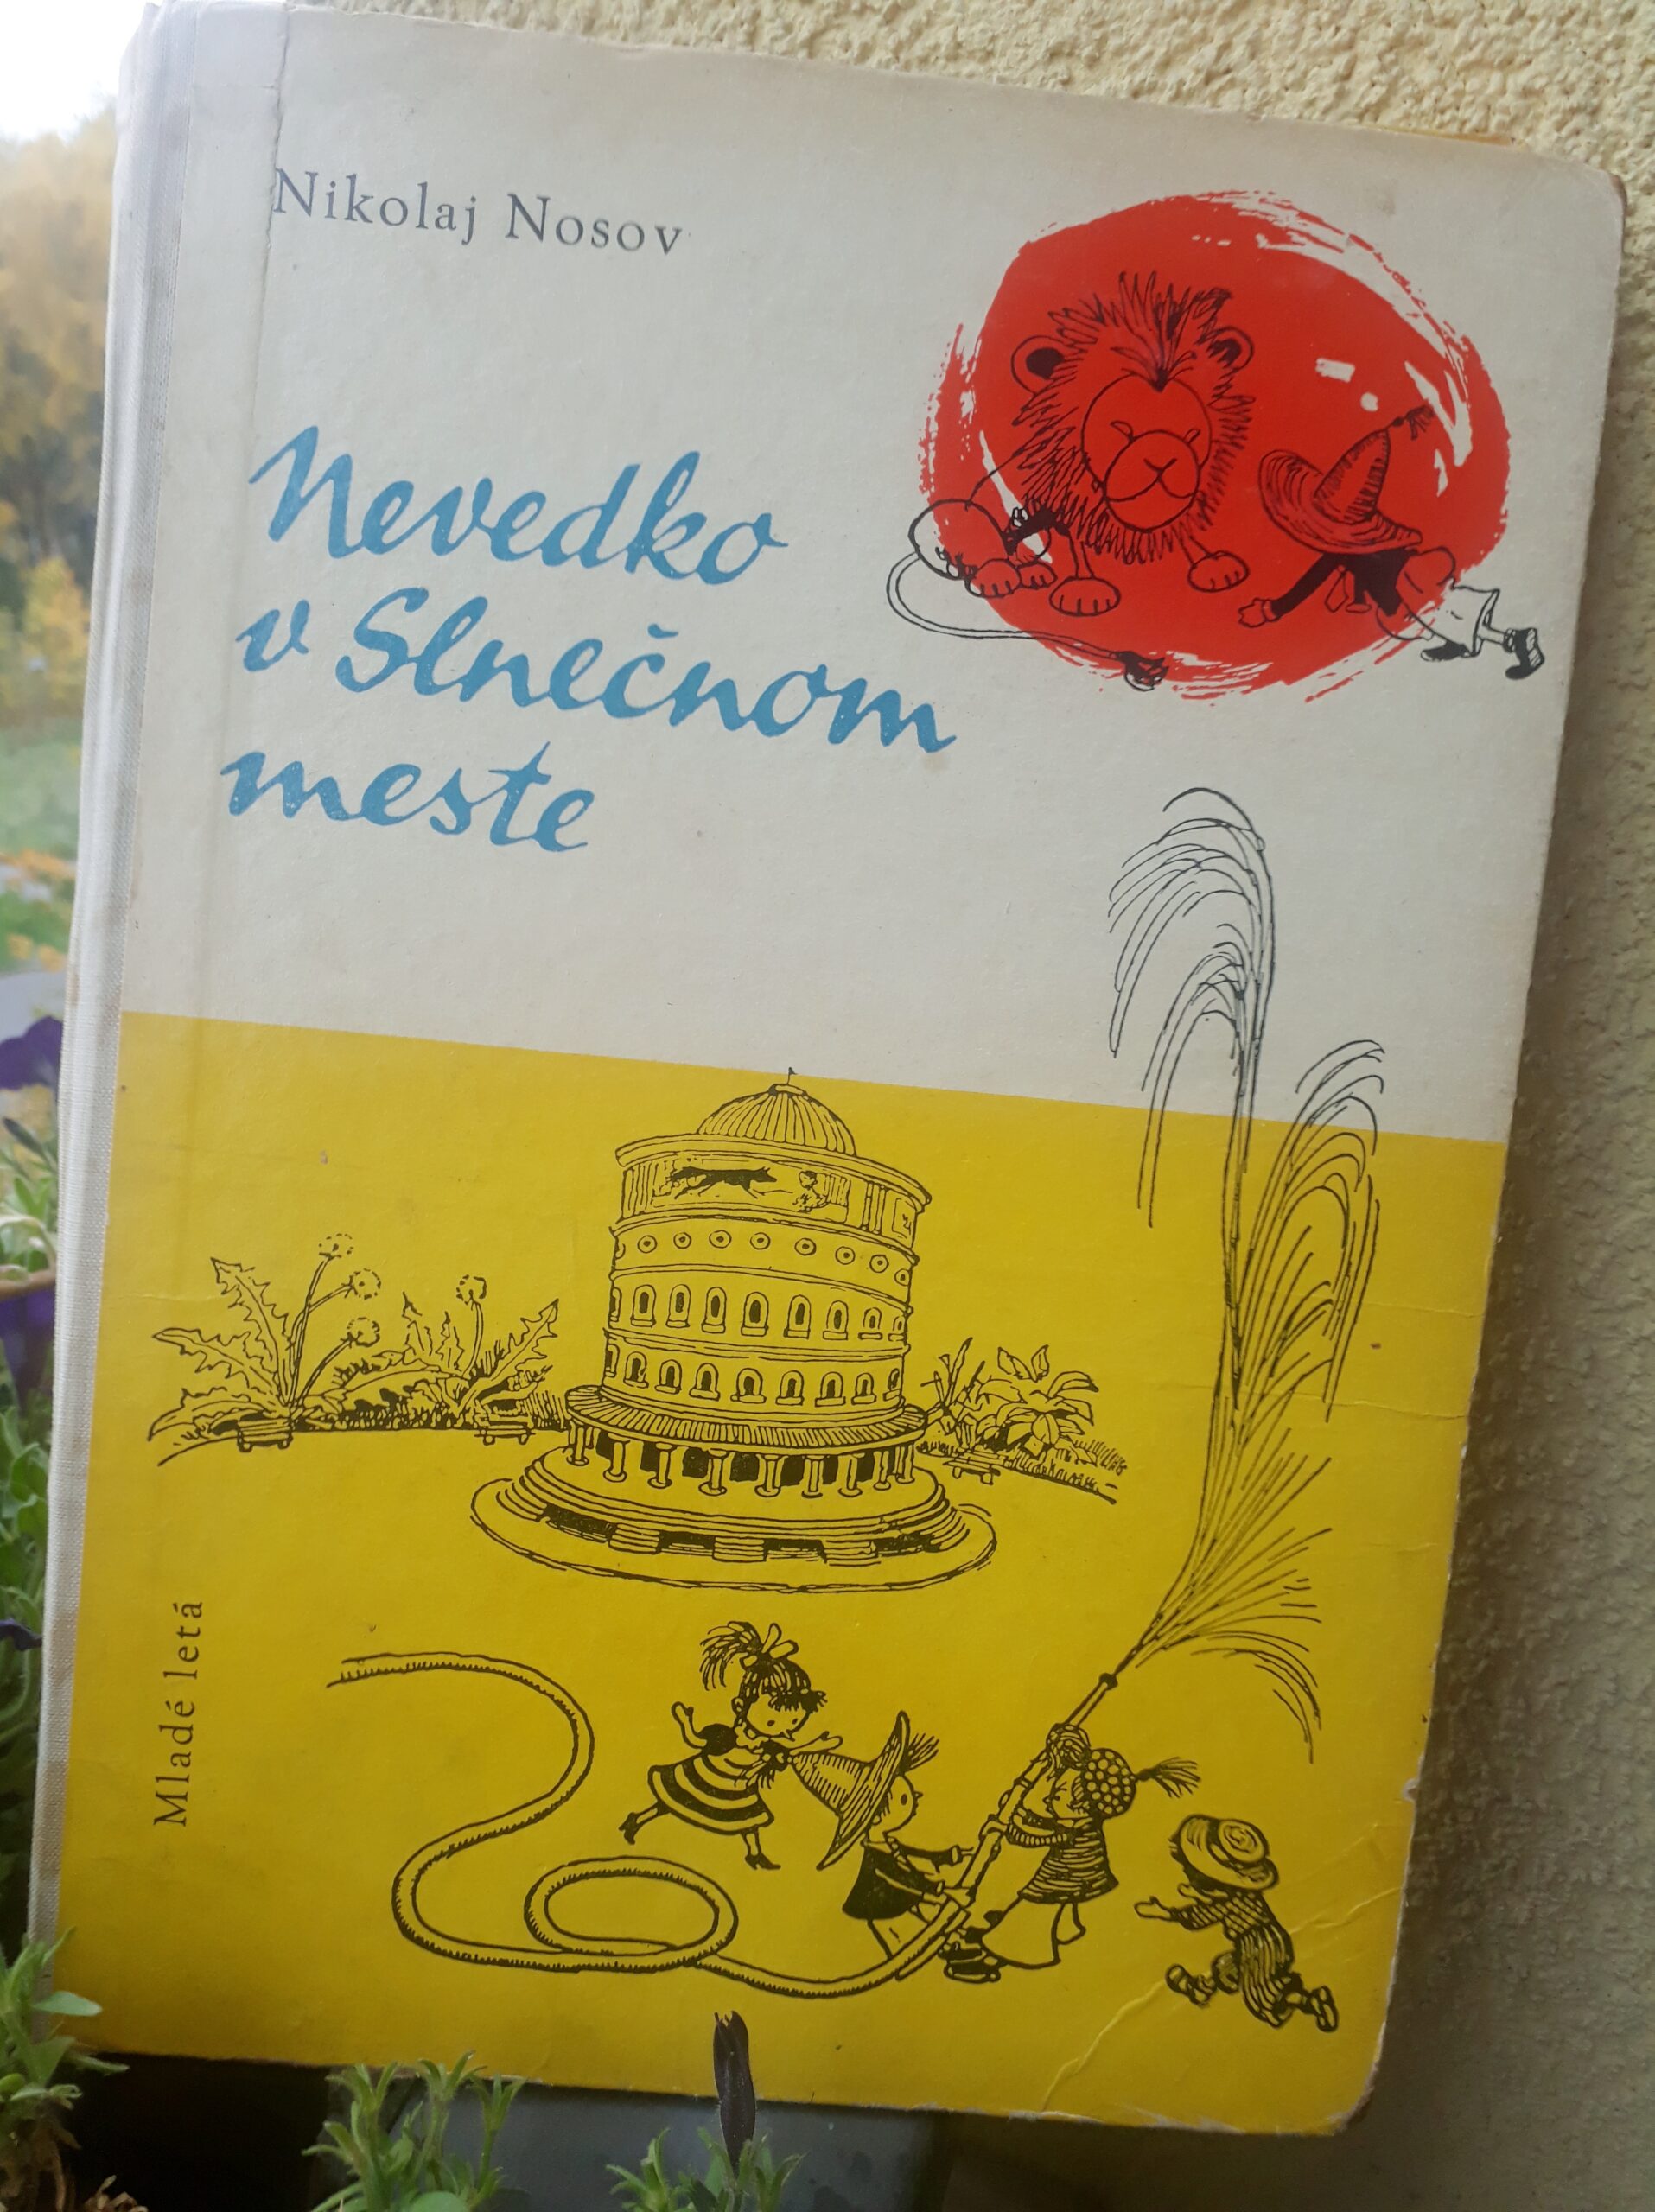 Nikolaj Nosov
Nevedko
v Slnečnom
meste
Mladé letá